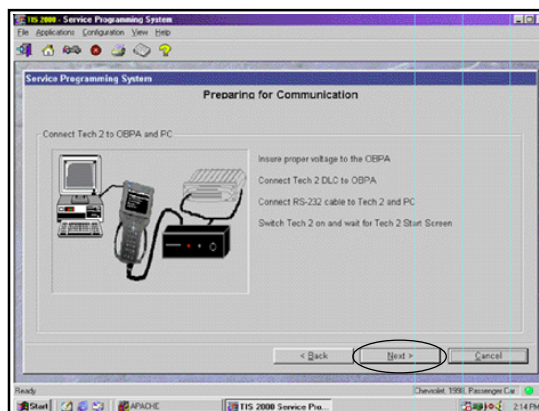 TIS 2000 - Service Programming System
File Applications Configuration View Help
Service Programming System
Preparing for Communication
Connect Tech 2 to OBPA and PC
Insure proper voltage to the OBPA
Connect Tech 2 DLC to OBPA
Connect RS-232 cable to Tech 2 and PC
Switch Tech 2 on and wait for Tech 2 Start Screen
< Back Next > Cancel
Ready Chevrolet, 1998, Passenger Car
Start APACHE TIS 2000 Service Pro... 2:14 PM